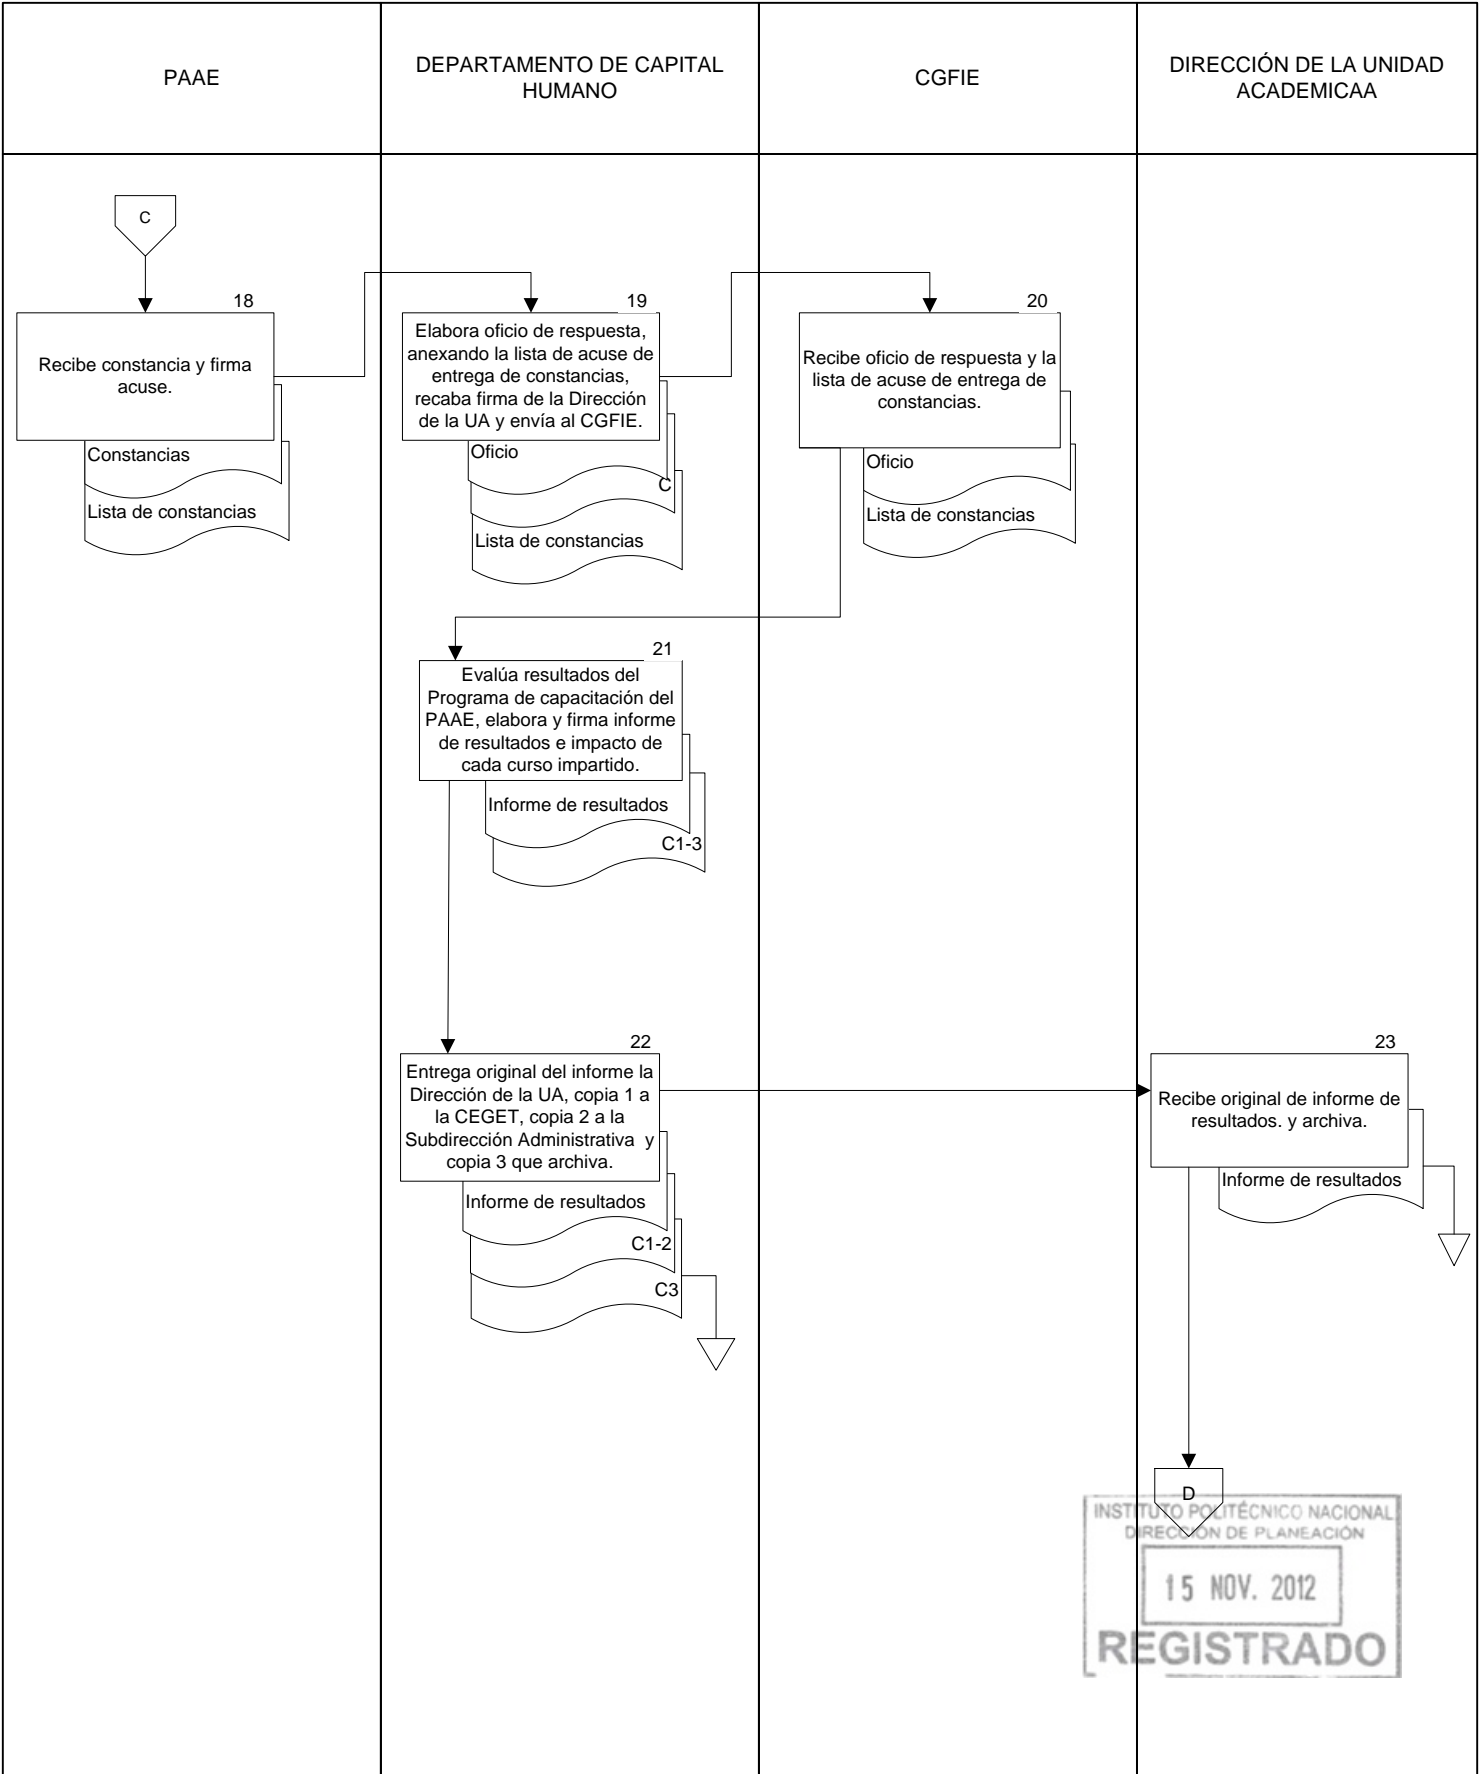 PAAE
DEPARTAMENTO DE CAPITAL
HUMANO
CGFIE
DIRECCIÓN DE LA UNIDAD
ACADEMICAA
C
18
Recibe constancia y firma
acuse.
Constancias
Lista de constancias
19
Elabora oficio de respuesta,
anexando la lista de acuse de
entrega de constancias,
recaba firma de la Dirección
de la UA y envía al CGFIE.
Oficio
C
Lista de constancias
20
Recibe oficio de respuesta y la
lista de acuse de entrega de
constancias.
Oficio
Lista de constancias
21
Evalúa resultados del
Programa de capacitación del
PAAE, elabora y firma informe
de resultados e impacto de
cada curso impartido.
Informe de resultados
C1-3
22
Entrega original del informe la
Dirección de la UA, copia 1 a
la CEGET, copia 2 a la
Subdirección Administrativa y
copia 3 que archiva.
Informe de resultados
C1-2
C3
23
Recibe original de informe de
resultados. y archiva.
Informe de resultados
D
INSTITUTO POLITÉCNICO NACIONAL
DIRECCIÓN DE PLANEACIÓN
15 NOV. 2012
REGISTRADO